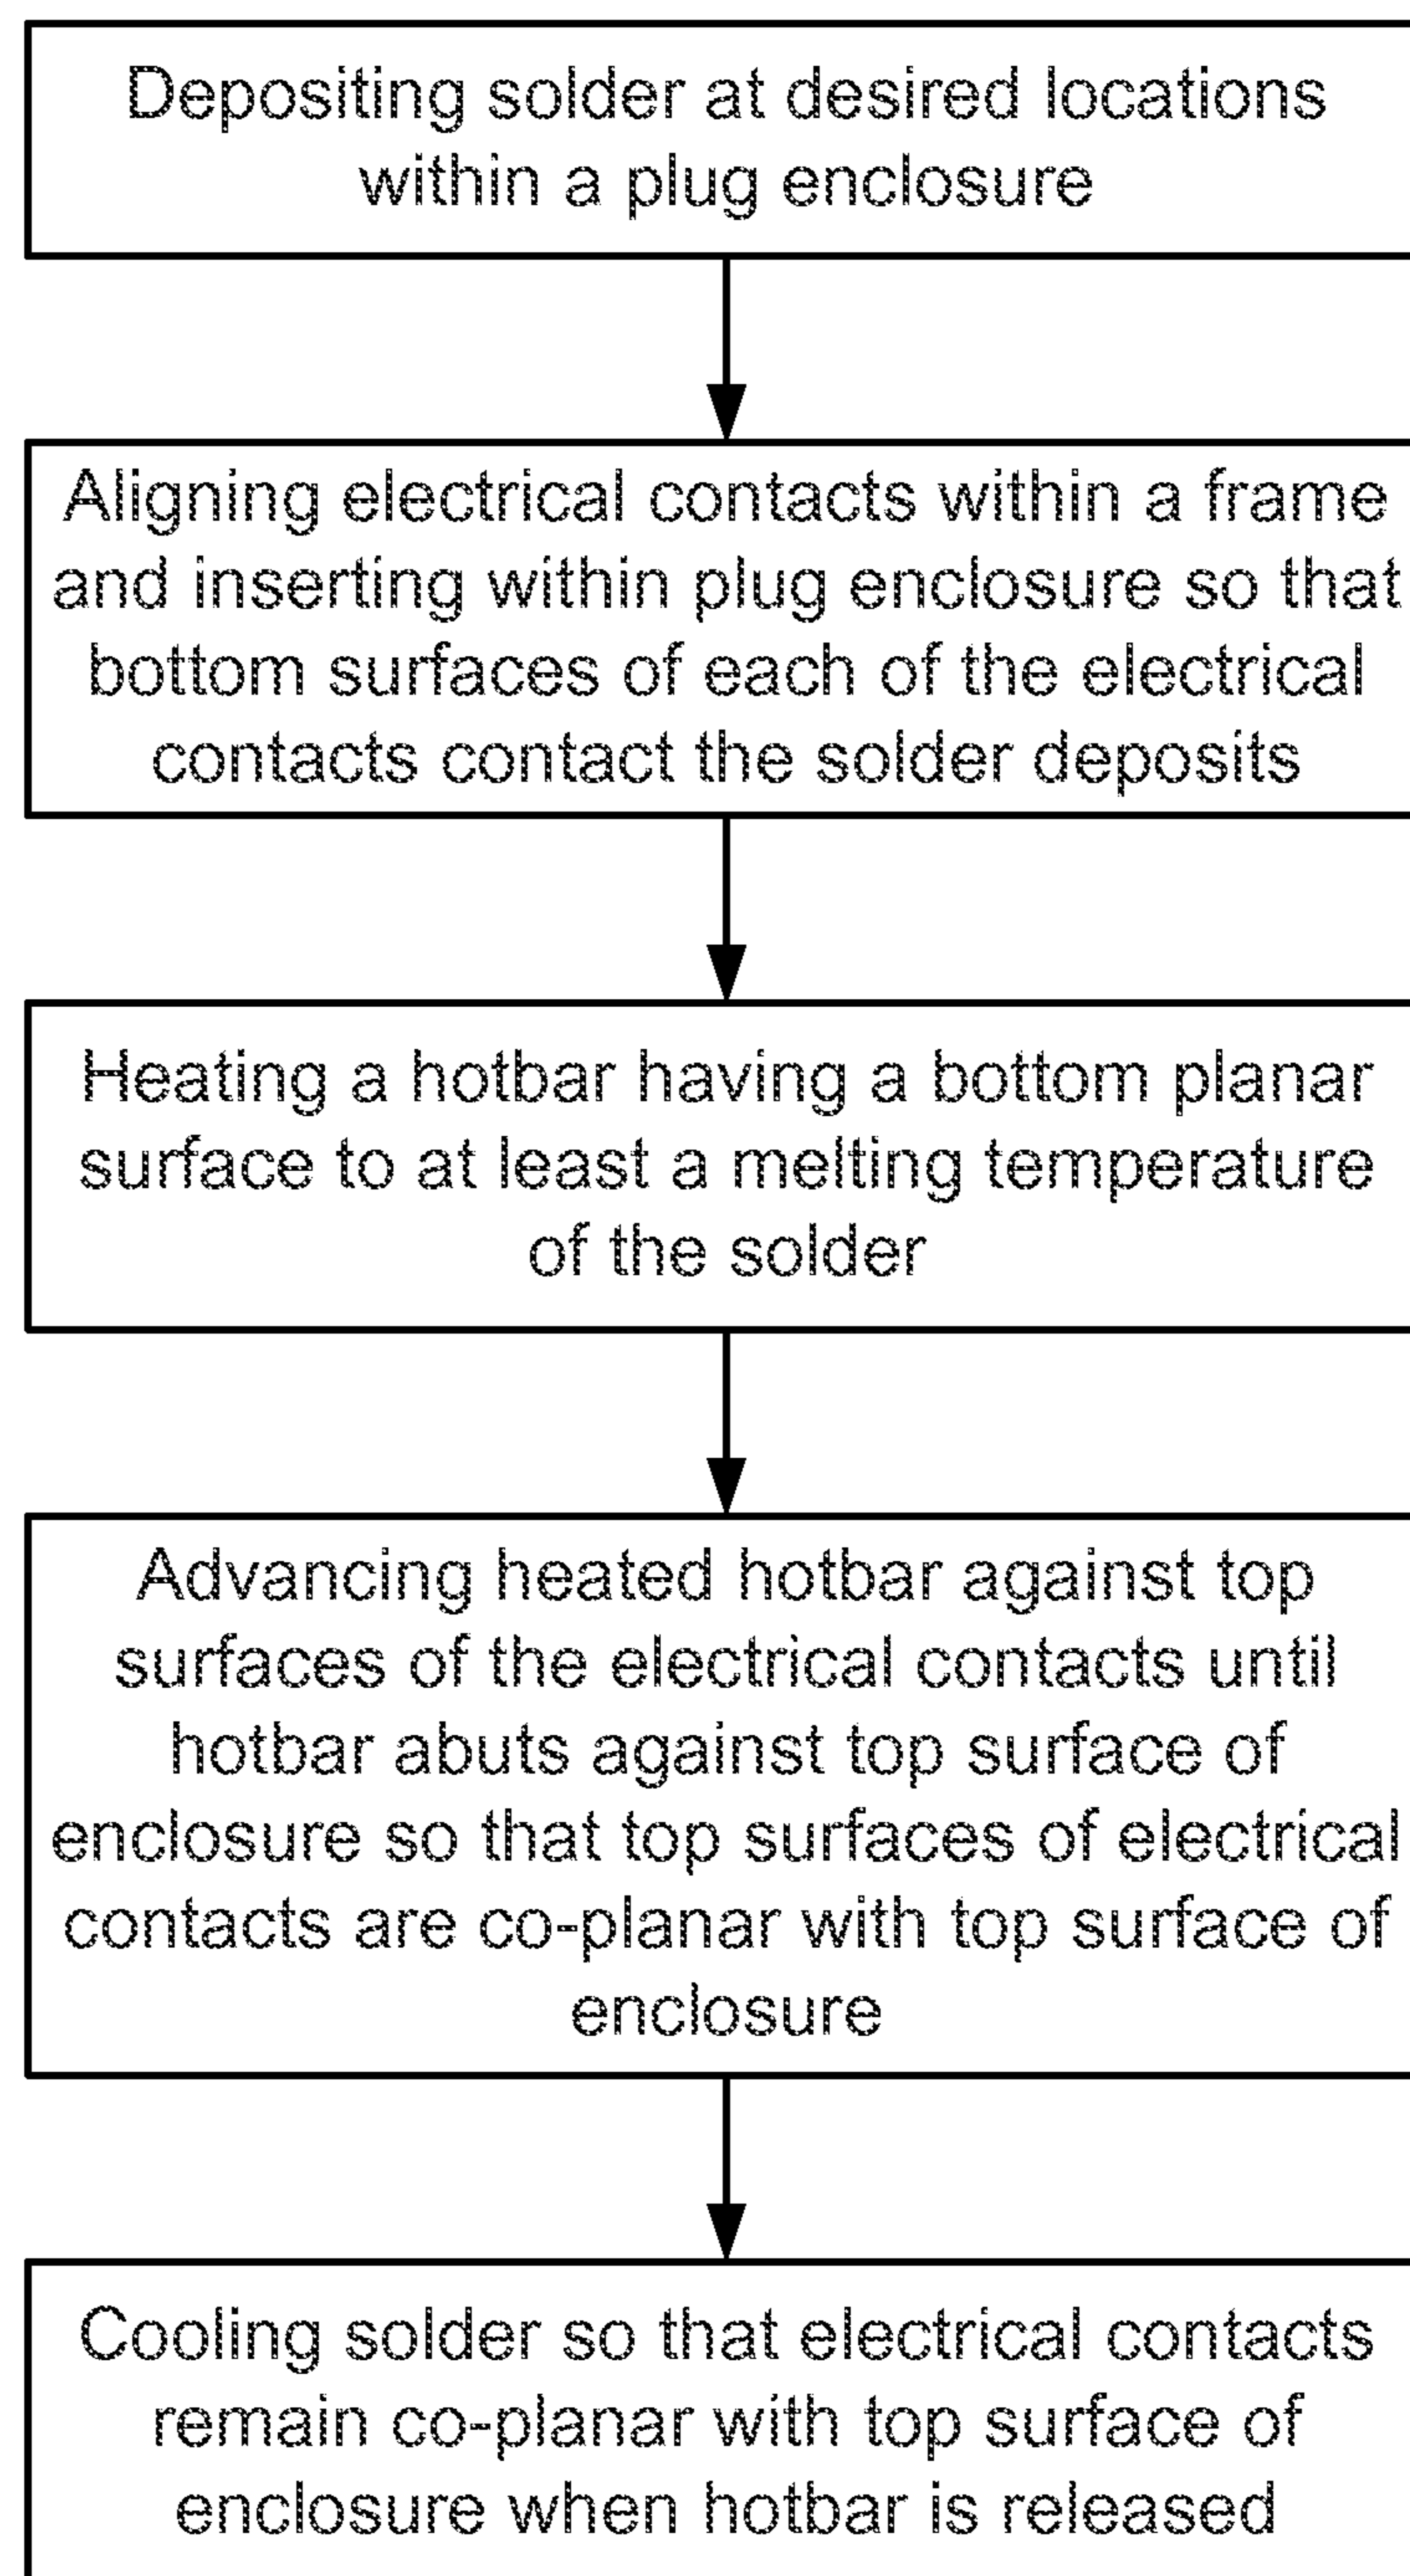 Depositing solder at desired locations
within a plug enclosure
Aligning electrical contacts within a frame
and inserting within plug enclosure so that
bottom surfaces of each of the electrical
contacts contact the solder deposits
Heating a hotbar having a bottom planar
surface to at least a melting temperature
of the solder
Advancing heated hotbar against top
surfaces of the electrical contacts until
hotbar abuts against top surface of
enclosure so that top surfaces of electrical
contacts are co-planar with top surface of
enclosure
Cooling solder so that electrical contacts
remain co-planar with top surface of
enclosure when hotbar is released